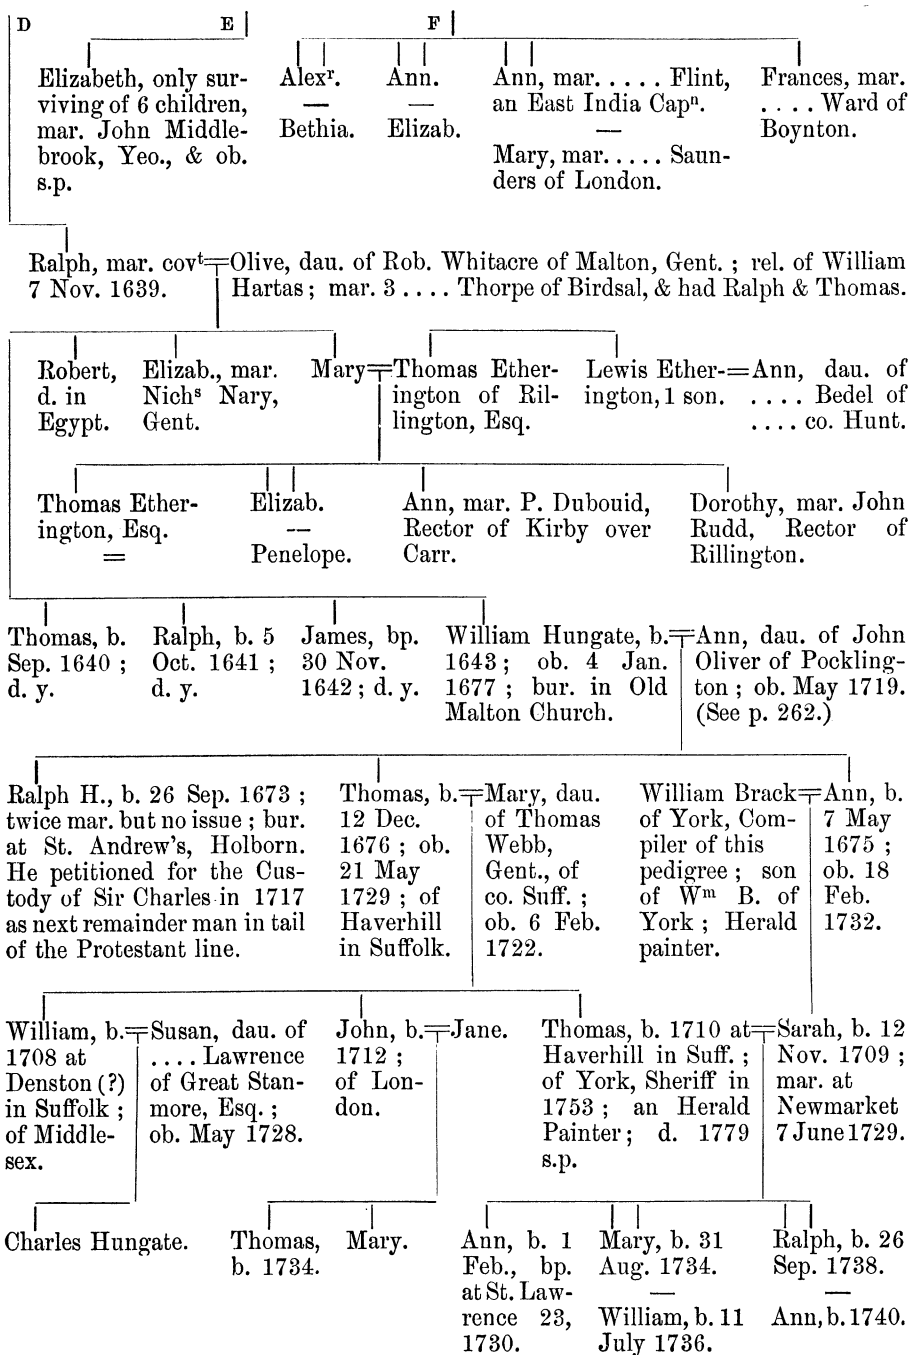 D E F
Elizabeth, only sur-
viving of 6 children,
mar. John Middle-
brook, Yeo., & ob.
s.p.
Alexʳ.
—
Bethia.
Ann.
—
Elizab.
Ann, mar. . . . . . Flint,
an East India Capⁿ.
—
Mary, mar. . . . . . Saun-
ders of London.
Frances, mar.
. . . . Ward of
Boynton.
Ralph, mar. covᵗ
7 Nov. 1639.
=
Olive, dau. of Rob. Whitacre of Malton, Gent. ; rel. of William
Hartas ; mar. 3 . . . . Thorpe of Birdsal, & had Ralph & Thomas.
Robert,
d. in
Egypt.
Elizab., mar.
Nichˢ Nary,
Gent.
Mary
=
Thomas Ether-
ington of Ril-
lington, Esq.
Lewis Ether-
ington, 1 son.
=
Ann, dau. of
. . . . Bedel of
. . . . co. Hunt.
Thomas Ether-
ington, Esq.
=
Elizab.
—
Penelope.
Ann, mar. P. Dubouid,
Rector of Kirby over
Carr.
Dorothy, mar. John
Rudd, Rector of
Rillington.
Thomas, b.
Sep. 1640 ;
d. y.
Ralph, b. 5
Oct. 1641 ;
d. y.
James, bp.
30 Nov.
1642 ; d. y.
William Hungate, b.
1643 ; ob. 4 Jan.
1677 ; bur. in Old
Malton Church.
=
Ann, dau. of John
Oliver of Pockling-
ton ; ob. May 1719.
(See p. 262.)
Ralph H., b. 26 Sep. 1673 ;
twice mar. but no issue ; bur.
at St. Andrew's, Holborn.
He petitioned for the Cus-
tody of Sir Charles in 1717
as next remainder man in tail
of the Protestant line.
Thomas, b.
12 Dec.
1676 ; ob.
21 May
1729 ; of
Haverhill
in Suffolk.
=
Mary, dau.
of Thomas
Webb,
Gent., of
co. Suff. ;
ob. 6 Feb.
1722.
William Brack
of York, Com-
piler of this
pedigree ; son
of Wᵐ B. of
York ; Herald
painter.
=
Ann, b.
7 May
1675 ;
ob. 18
Feb.
1732.
William, b.
1708 at
Denston (?)
in Suffolk ;
of Middle-
sex.
=
Susan, dau. of
. . . . Lawrence
of Great Stan-
more, Esq. ;
ob. May 1728.
John, b.
1712 ;
of Lon-
don.
=
Jane.
Thomas, b. 1710 at
Haverhill in Suff. ;
of York, Sheriff in
1753 ; an Herald
Painter ; d. 1779
s.p.
=
Sarah, b. 12
Nov. 1709 ;
mar. at
Newmarket
7 June 1729.
Charles Hungate.
Thomas,
b. 1734.
Mary.
Ann, b. 1
Feb., bp.
at St. Law-
rence 23,
1730.
Mary, b. 31
Aug. 1734.
—
William, b. 11
July 1736.
Ralph, b. 26
Sep. 1738.
—
Ann, b. 1740.